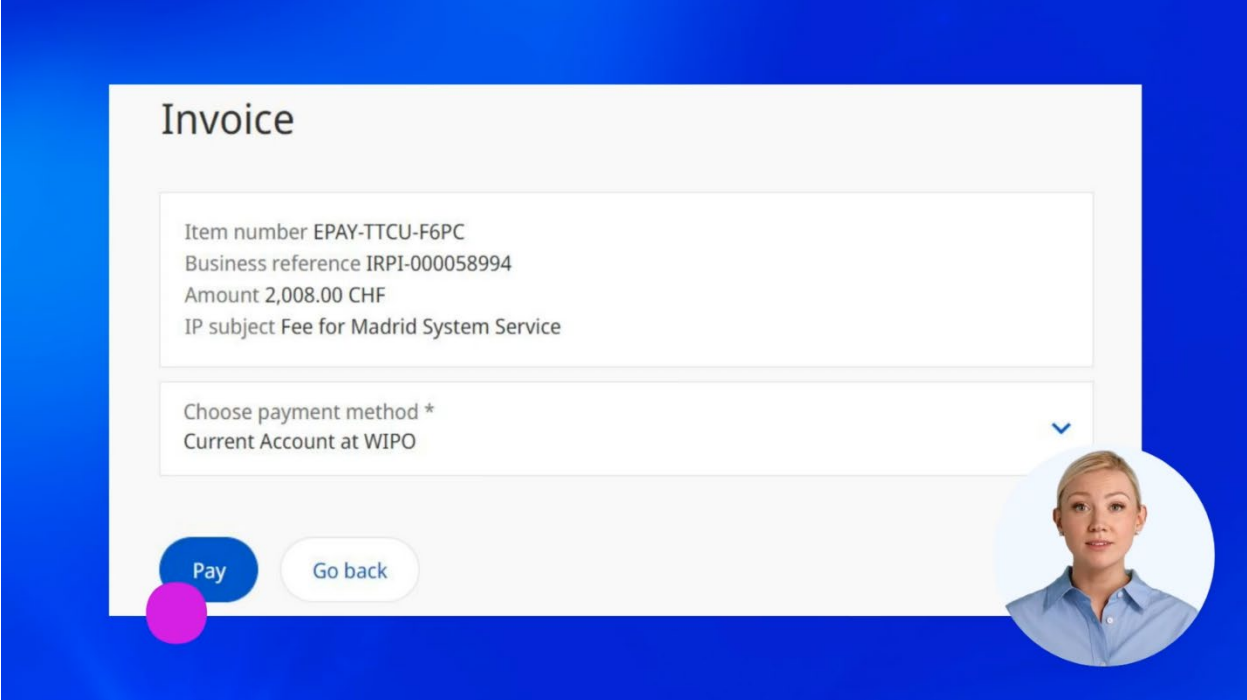 Invoice
Item number EPAY-TTCU-F6PC
Business reference IRPI-000058994
Amount 2,008.00 CHF
IP subject Fee for Madrid System Service
Choose payment method *
Current Account at WIPO
Pay
Go back